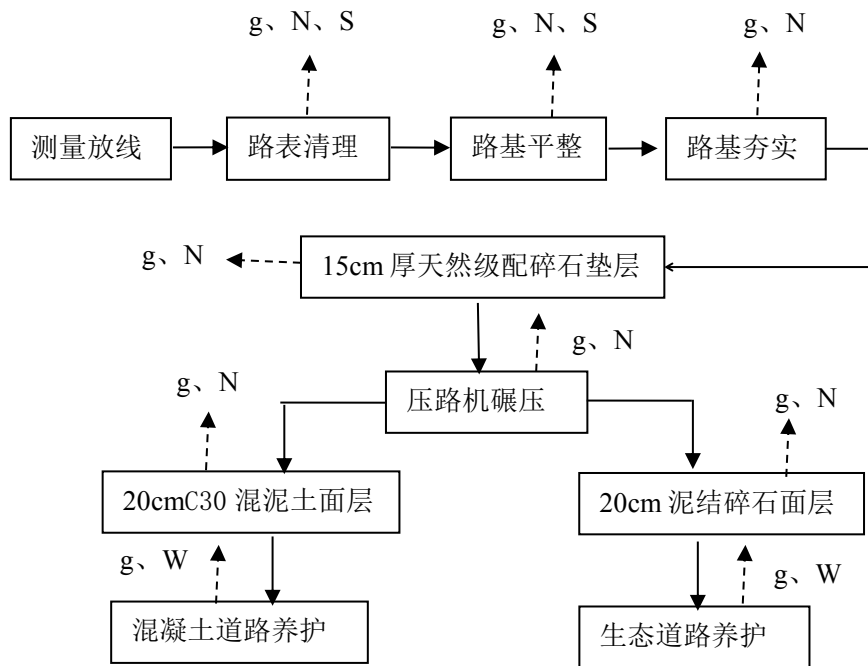 g、N、S
g、N、S
g、N
测量放线
路表清理
路基平整
路基夯实
g、N
15cm 厚天然级配碎石垫层
g、N
压路机碾压
g、N
g、N
20cmC30 混泥土面层
20cm 泥结碎石面层
g、W
g、W
混凝土道路养护
生态道路养护